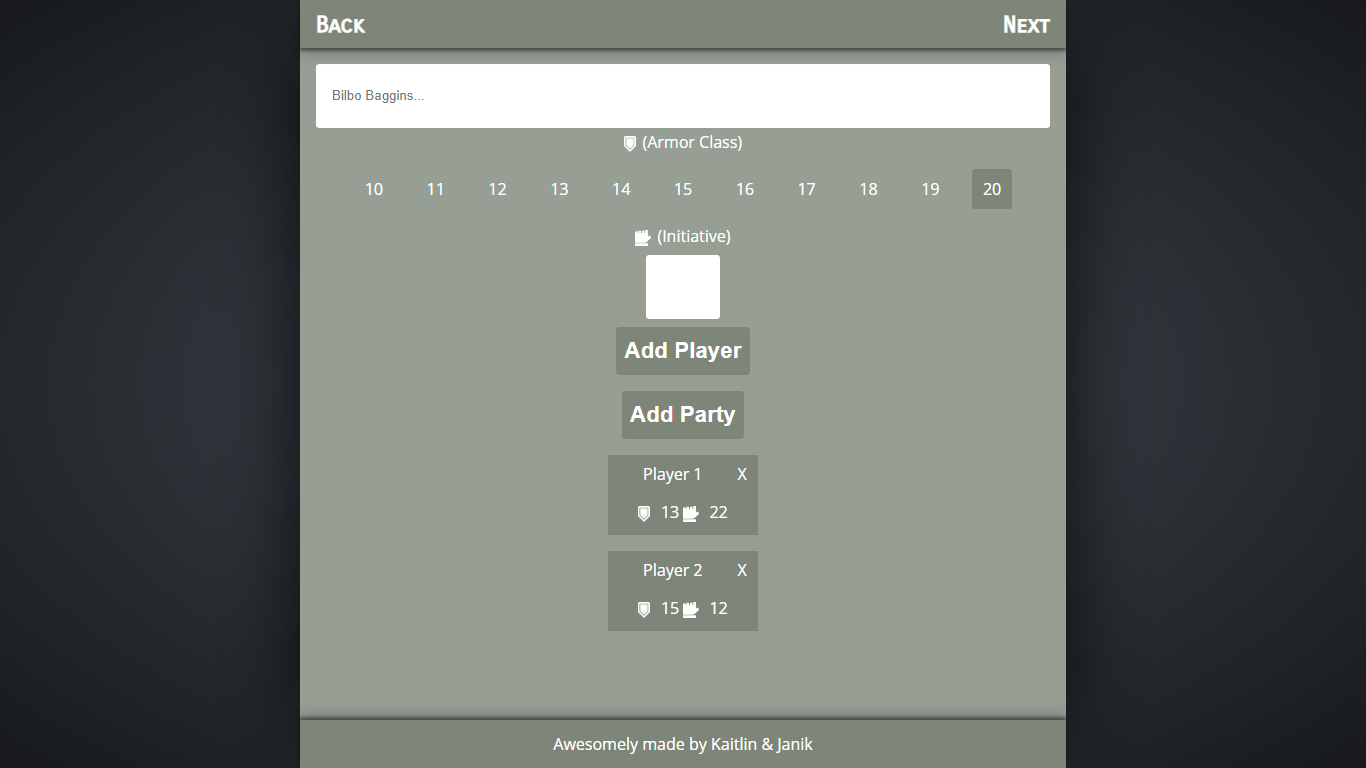 Back Next
Bilbo Baggins...
(Armor Class)
10 11 12 13 14 15 16 17 18 19 20
(Initiative)
Add Player
Add Party
Player 1 X
13 22
Player 2 X
15 12
Awesomely made by Kaitlin & Janik